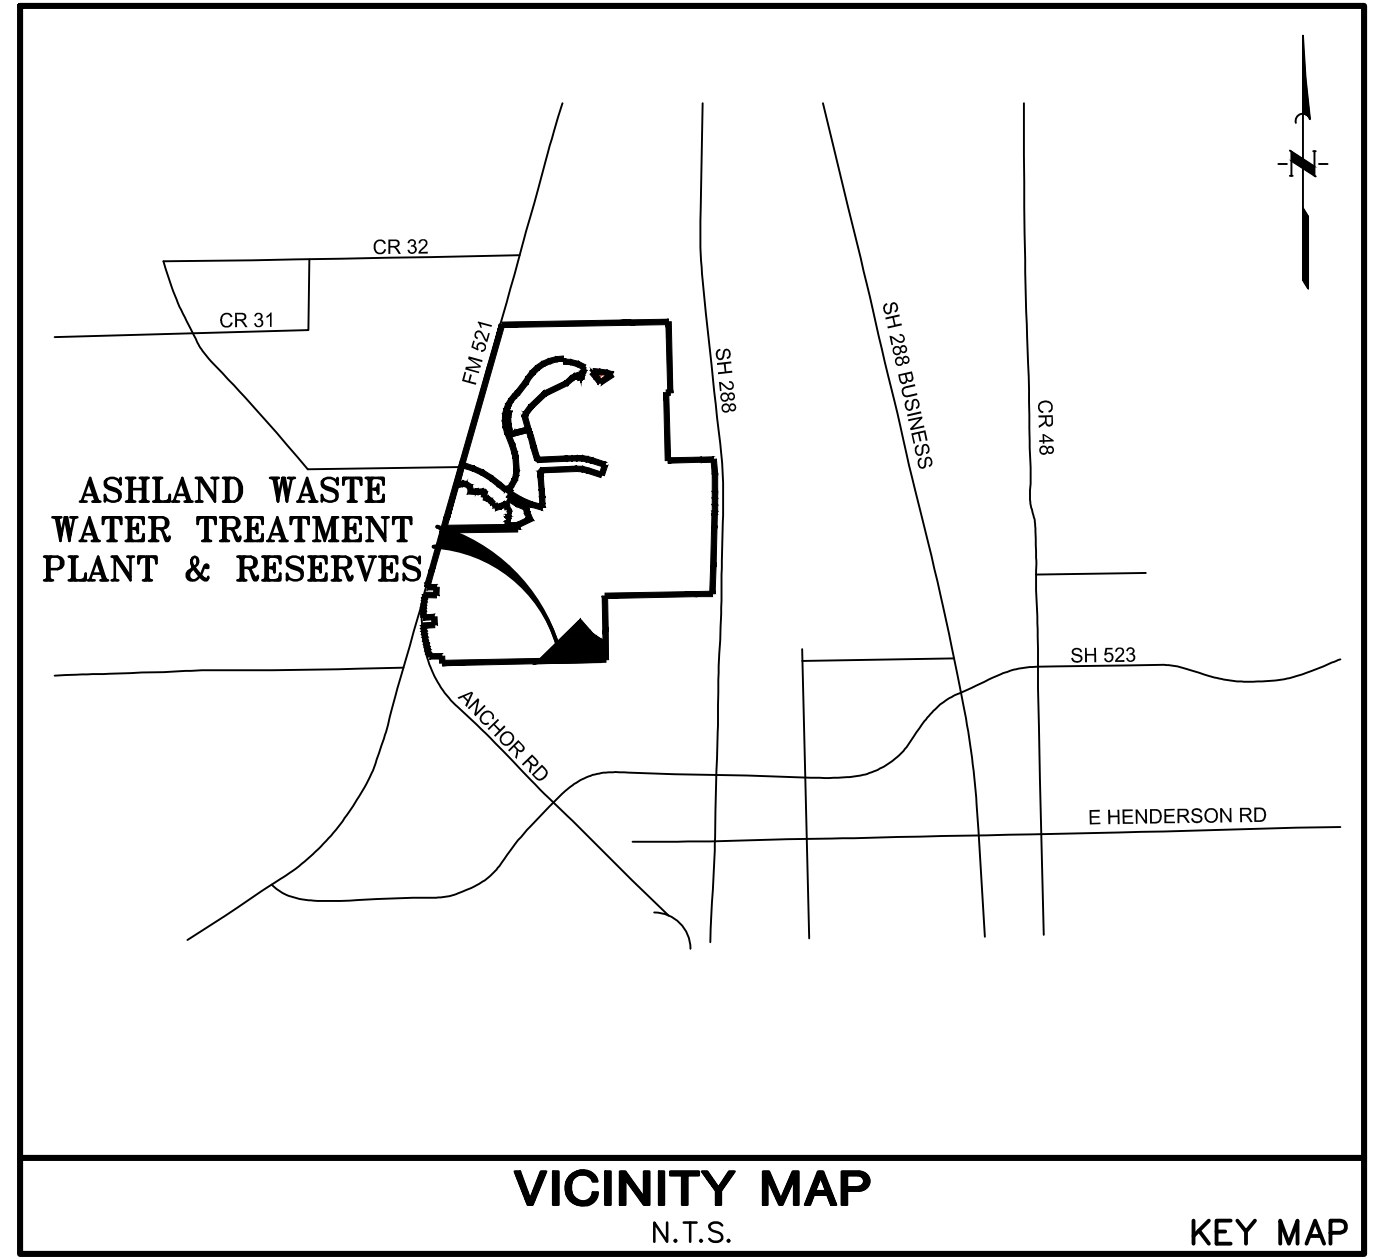 N
CR 32
CR 31
FM 521
SH 288
SH 288 BUSINESS
CR 48
ASHLAND WASTE
WATER TREATMENT
PLANT & RESERVES
SH 523
ANCHOR RD
E HENDERSON RD
VICINITY MAP
N.T.S.
KEY MAP